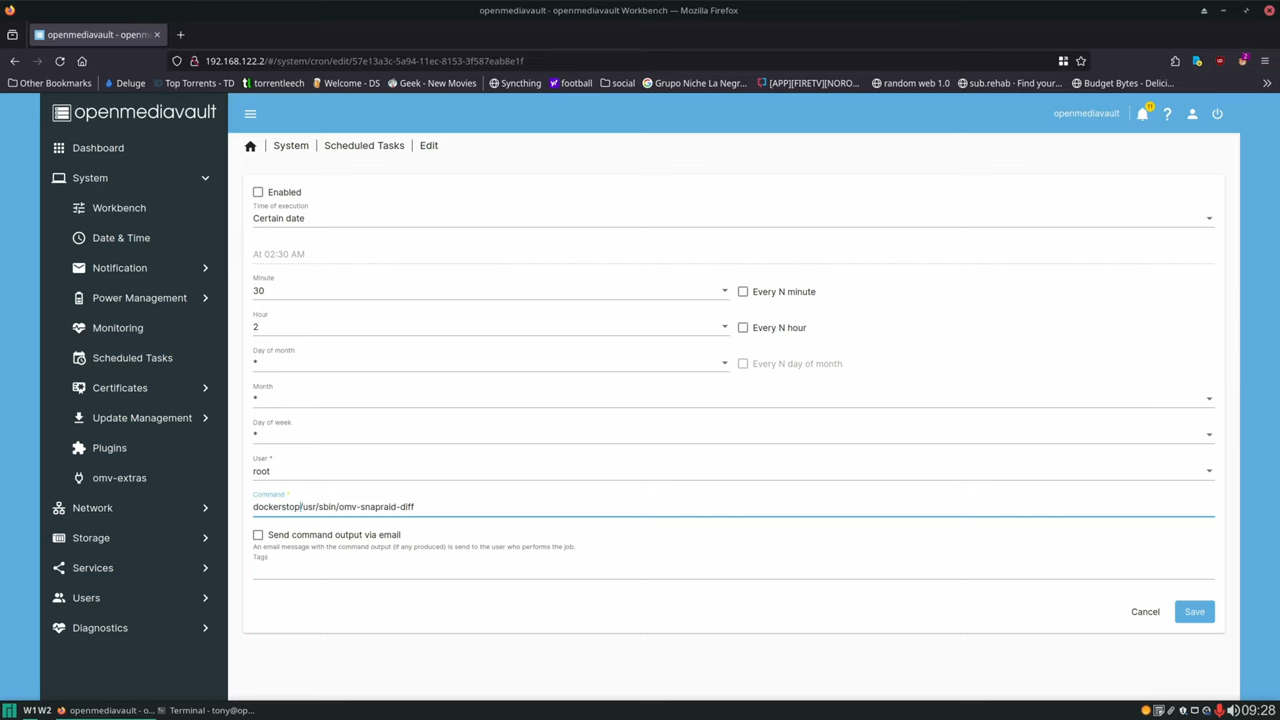 openmediavault - openmediavault Workbench — Mozilla Firefox
openmediavault - openm
192.168.122.2/#/system/cron/edit/57e13a3c-5a94-11ec-8153-3f587eab8e1f
Other Bookmarks
Deluge
Top Torrents - TD
torrentleech
Welcome - DS
Geek - New Movies
Syncthing
football
social
Grupo Niche La Negr...
[APP][FIRETV][NORO...
random web 1.0
sub.rehab - Find your...
Budget Bytes - Delici...
openmediavault
openmediavault
11
System
Scheduled Tasks
Edit
Dashboard
System
Workbench
Date & Time
Notification
Power Management
Monitoring
Scheduled Tasks
Certificates
Update Management
Plugins
omv-extras
Network
Storage
Services
Users
Diagnostics
Enabled
Time of execution
Certain date
At 02:30 AM
Minute
30
Every N minute
Hour
2
Every N hour
Day of month
*
Every N day of month
Month
*
Day of week
*
User *
root
Command *
dockerstop/usr/sbin/omv-snapraid-diff
Send command output via email
An email message with the command output (if any produced) is send to the user who performs the job.
Tags
Cancel
Save
W1W2
openmediavault - o...
Terminal - tony@op...
09:28